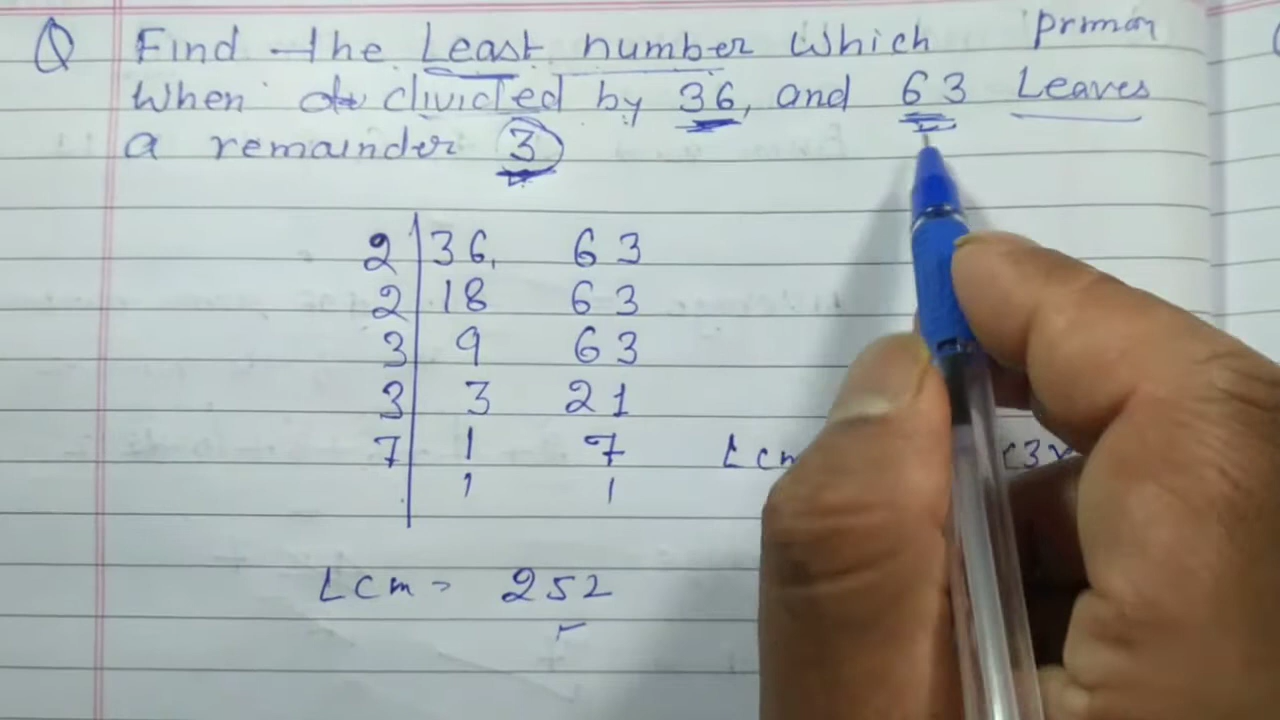 Q Find the Least number which
when divided by 36, and 63 Leaves
a remainder 3
2 36, 63
2 18 63
3 9 63
3 3 21
7 1 7
1 1
Lcm
LCm = 252